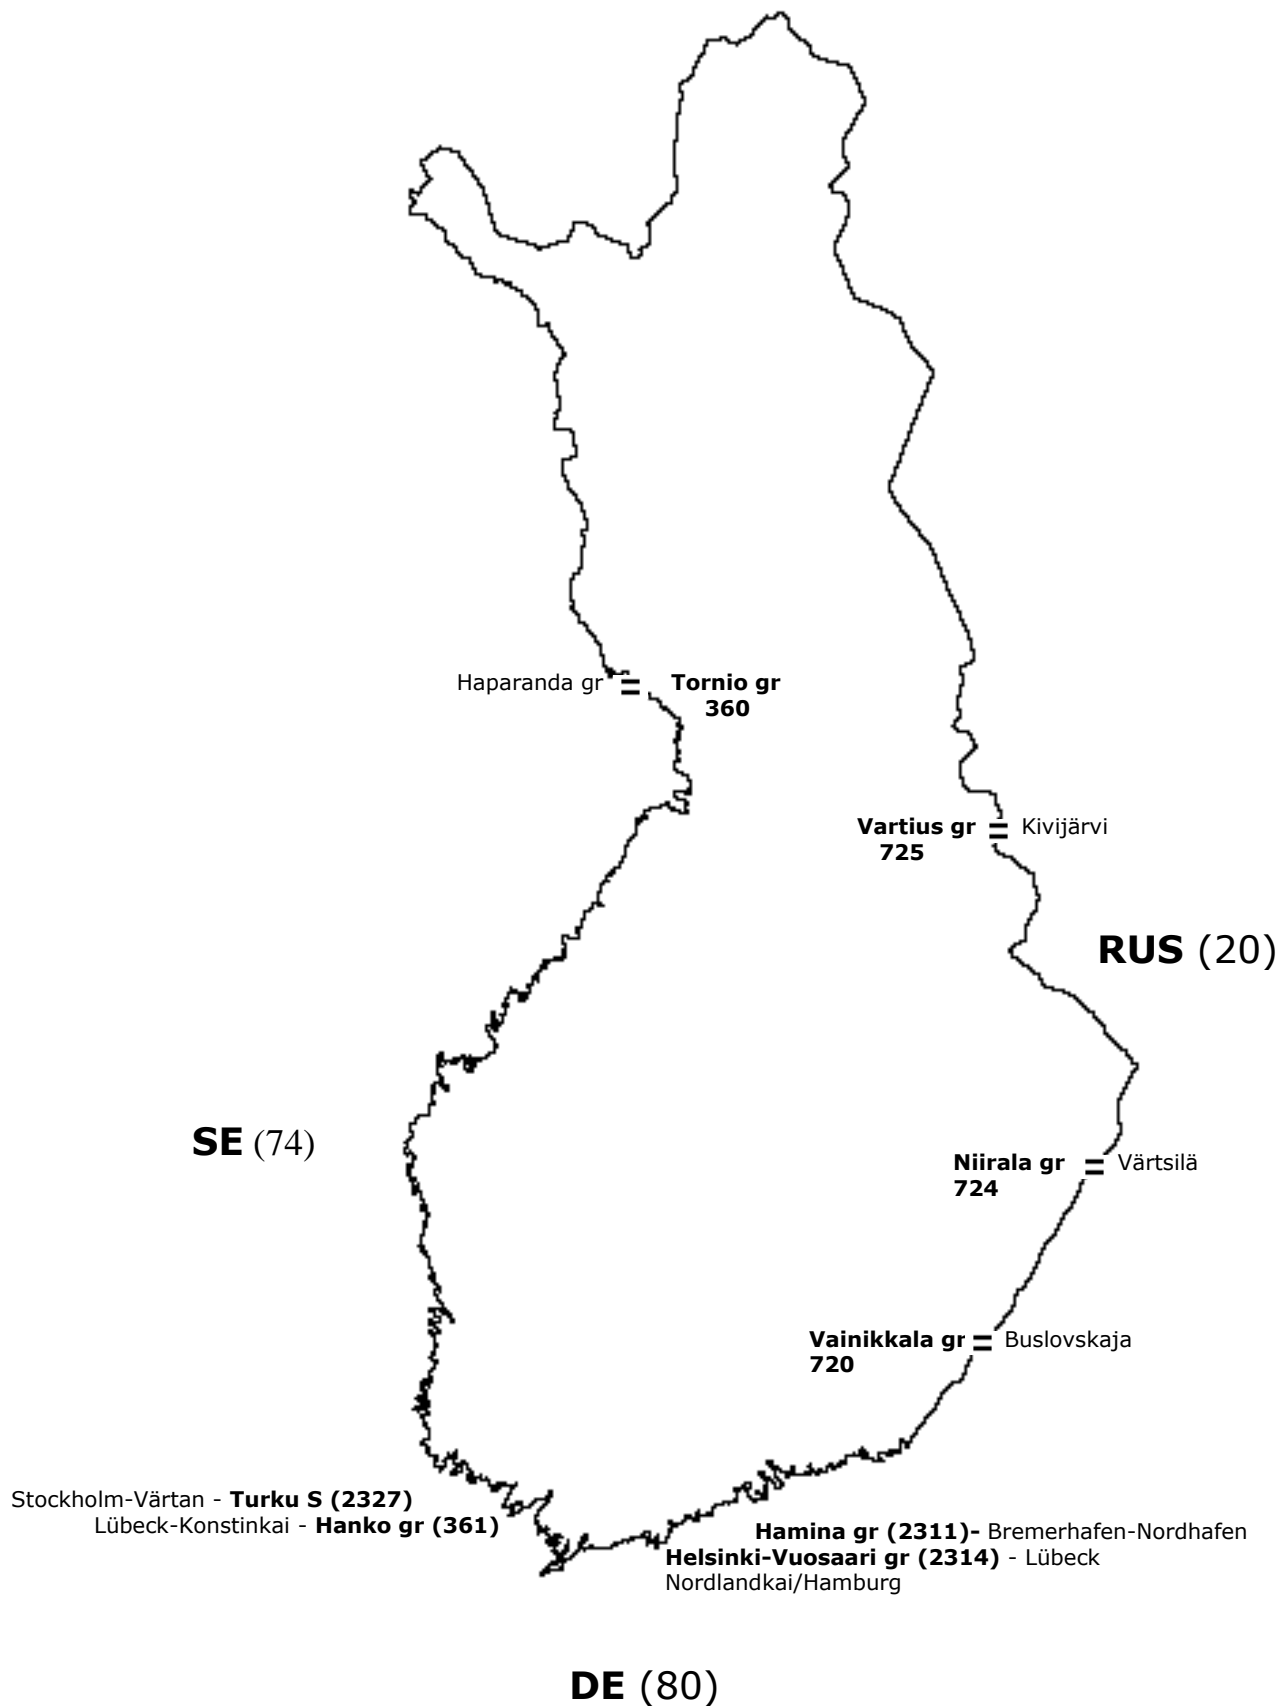 Haparanda gr
Tornio gr
360
Vartius gr
725
Kivijärvi
RUS (20)
SE (74)
Niirala gr
724
Värtsilä
Vainikkala gr
720
Buslovskaja
Stockholm-Värtan - Turku S (2327)
Lübeck-Konstinkai - Hanko gr (361)
Hamina gr (2311)- Bremerhafen-Nordhafen
Helsinki-Vuosaari gr (2314) - Lübeck
Nordlandkai/Hamburg
DE (80)